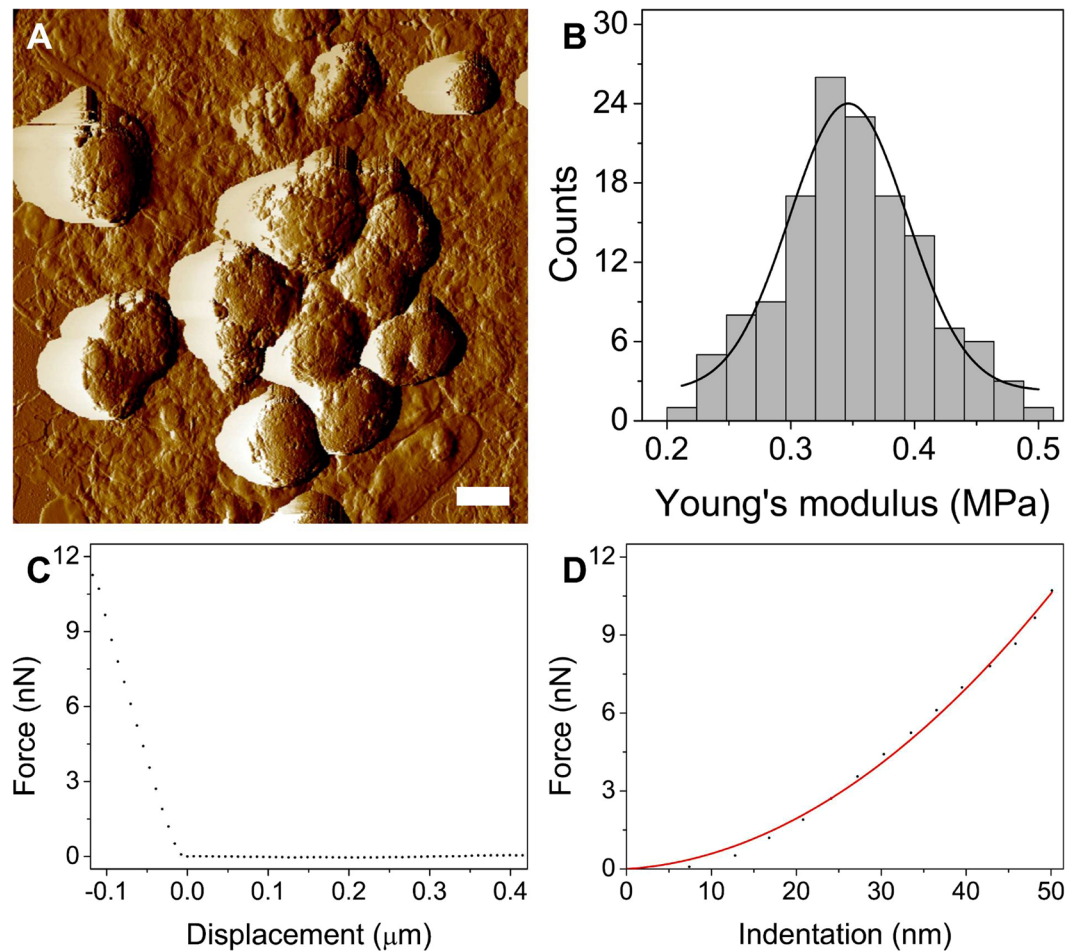 A
B
Counts
30
24
18
12
6
0
0.2 0.3 0.4 0.5
Young's modulus (MPa)
C
Force (nN)
12
9
6
3
0
-0.1 0.0 0.1 0.2 0.3 0.4
Displacement (μm)
D
Force (nN)
12
9
6
3
0
0 10 20 30 40 50
Indentation (nm)